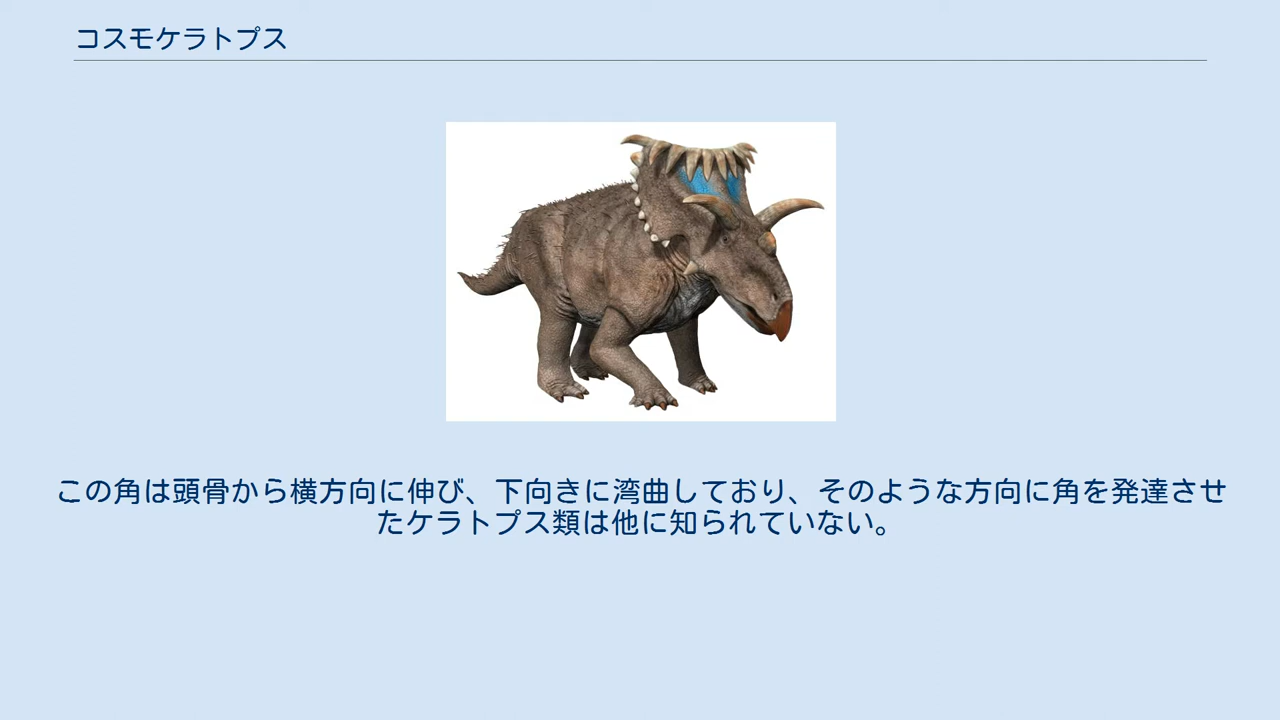 コスモケラトプス
この角は頭骨から横方向に伸び、下向きに湾曲しており、そのような方向に角を発達させ
たケラトプス類は他に知られていない。